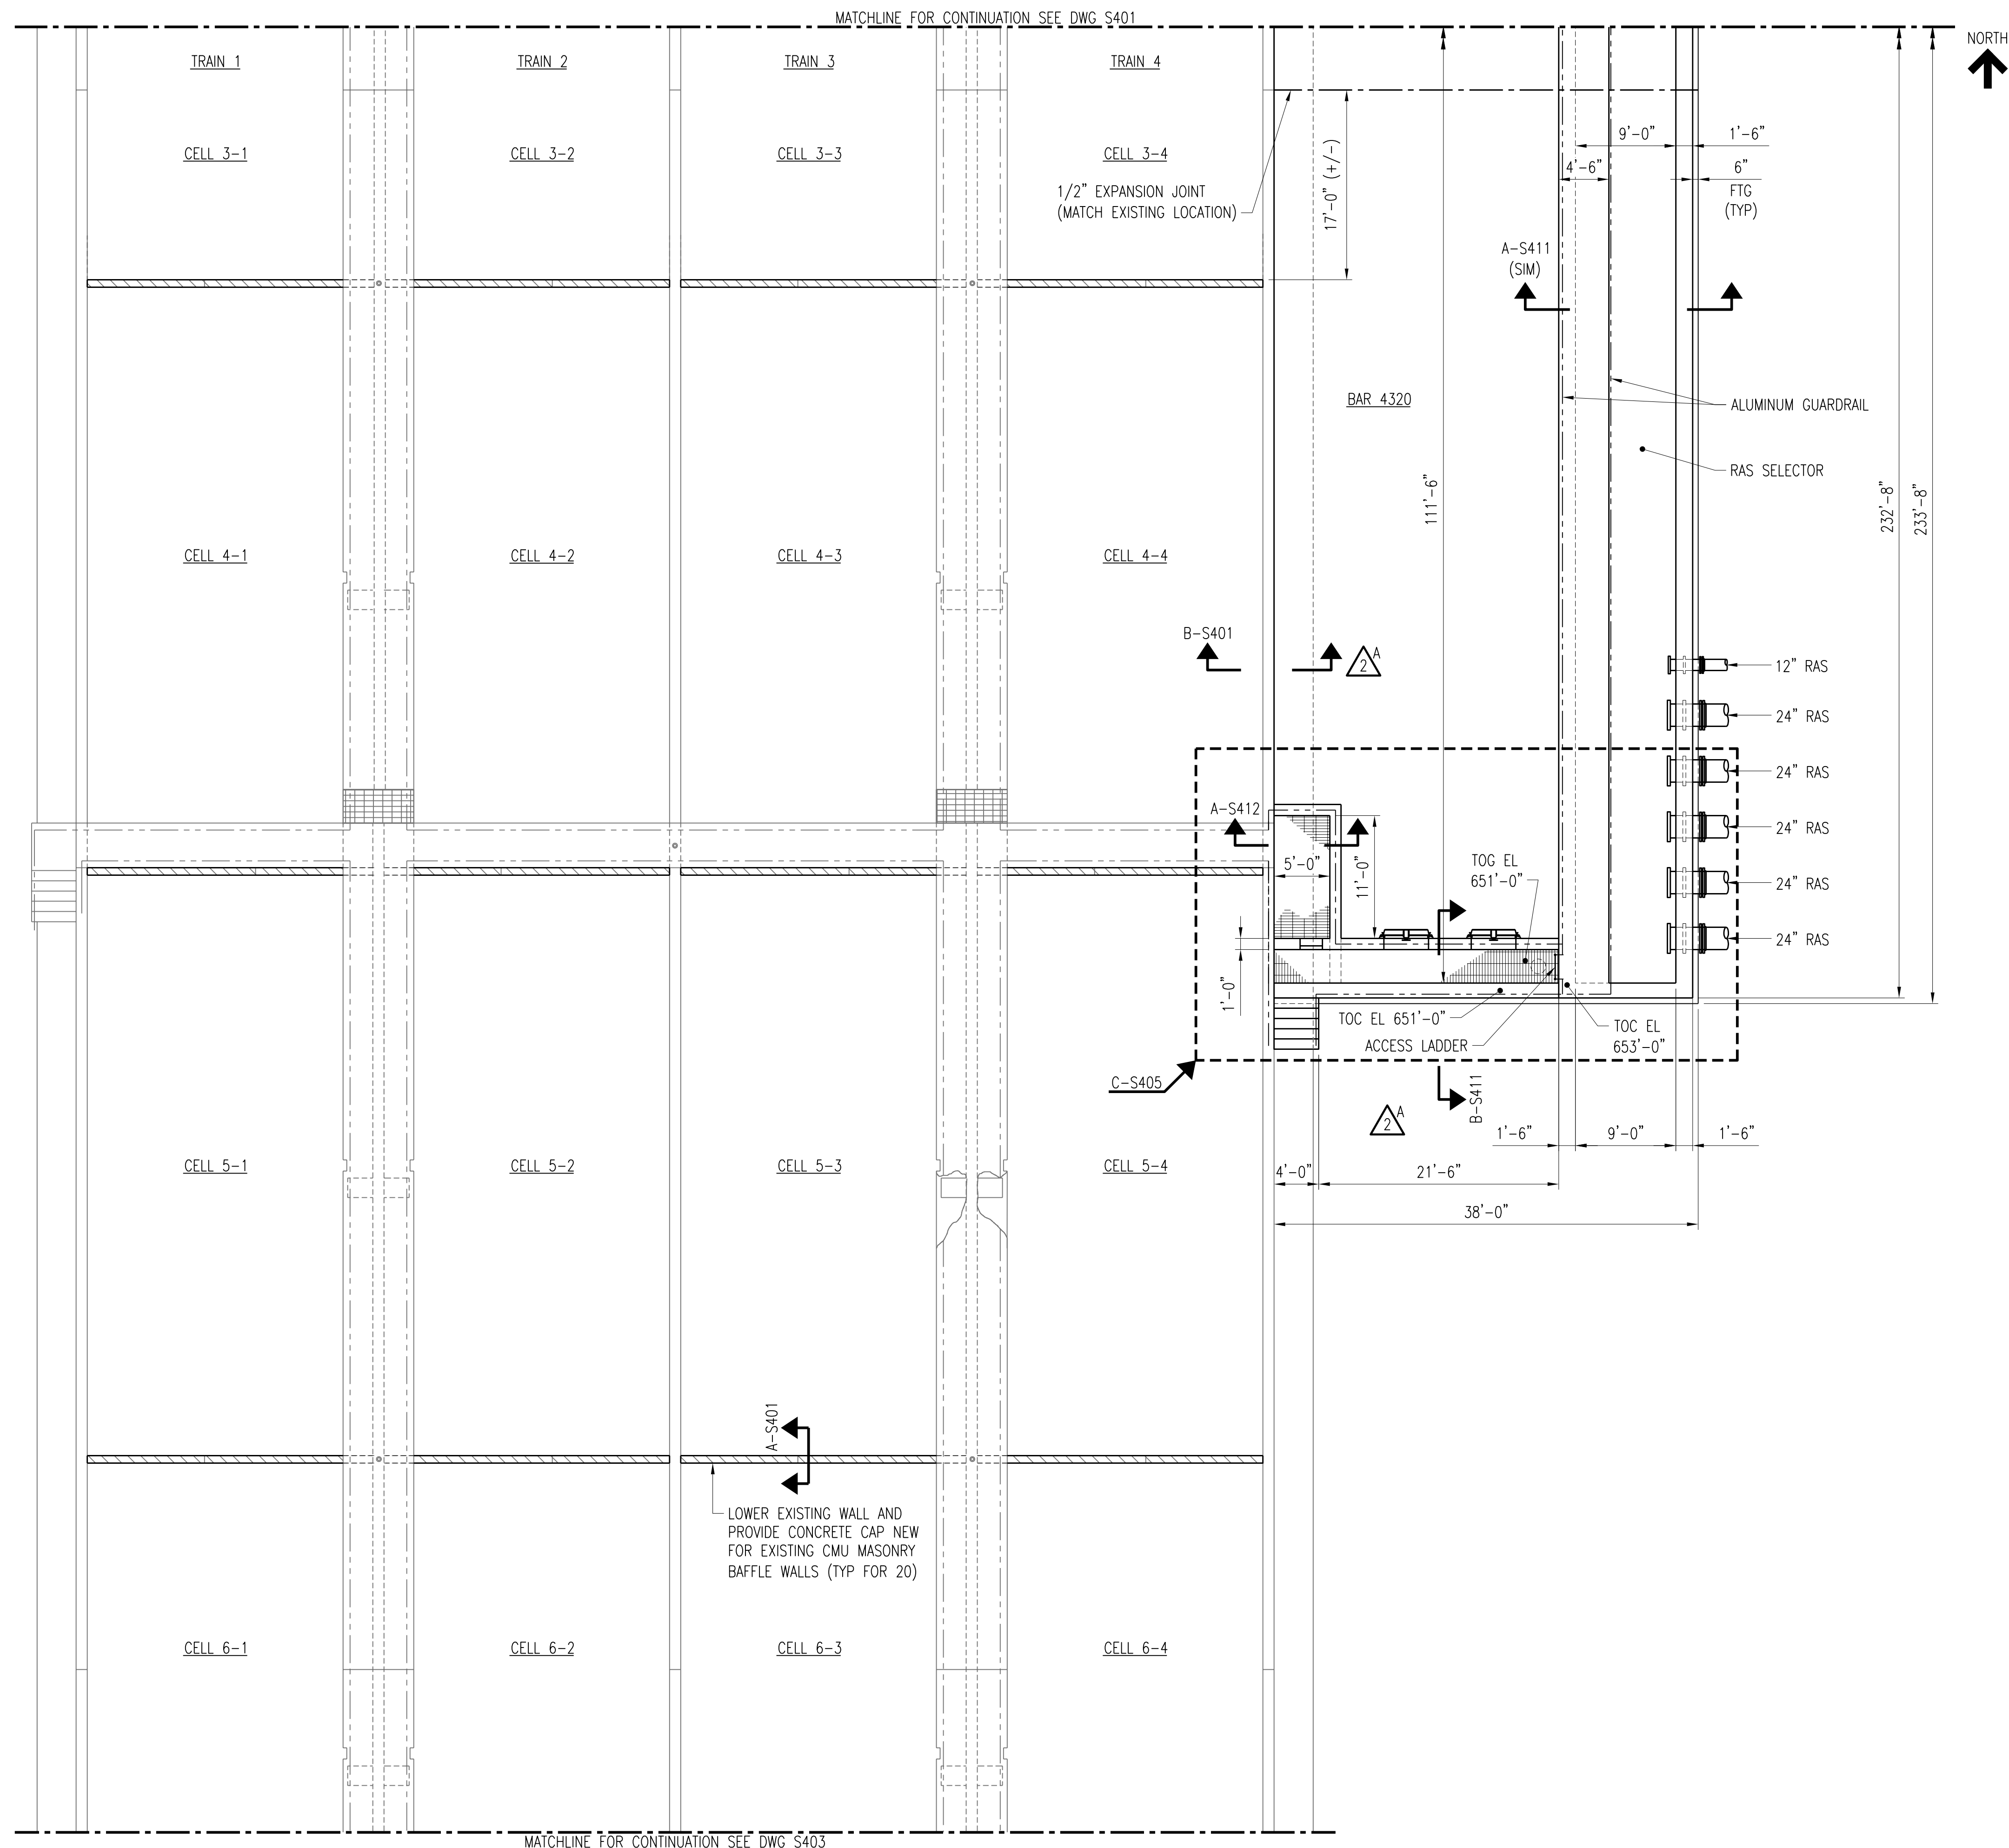 MATCHLINE FOR CONTINUATION SEE DWG S401
NORTH
TRAIN 1
TRAIN 2
TRAIN 3
TRAIN 4
CELL 3-1
CELL 3-2
CELL 3-3
CELL 3-4
9'-0"
1'-6"
4'-6"
6"
FTG
(TYP)
1/2" EXPANSION JOINT
(MATCH EXISTING LOCATION)
17'-0" (+/-)
A-S411
(SIM)
BAR 4320
ALUMINUM GUARDRAIL
RAS SELECTOR
111'-6"
232'-8"
233'-8"
CELL 4-1
CELL 4-2
CELL 4-3
CELL 4-4
B-S401
2
A
12" RAS
24" RAS
24" RAS
24" RAS
24" RAS
24" RAS
A-S412
5'-0"
11'-0"
TOG EL
651'-0"
1'-0"
TOC EL 651'-0"
ACCESS LADDER
TOC EL
653'-0"
C-S405
B-S411
2
A
1'-6"
9'-0"
1'-6"
CELL 5-1
CELL 5-2
CELL 5-3
CELL 5-4
4'-0"
21'-6"
38'-0"
A-S401
LOWER EXISTING WALL AND
PROVIDE CONCRETE CAP NEW
FOR EXISTING CMU MASONRY
BAFFLE WALLS (TYP FOR 20)
CELL 6-1
CELL 6-2
CELL 6-3
CELL 6-4
MATCHLINE FOR CONTINUATION SEE DWG S403